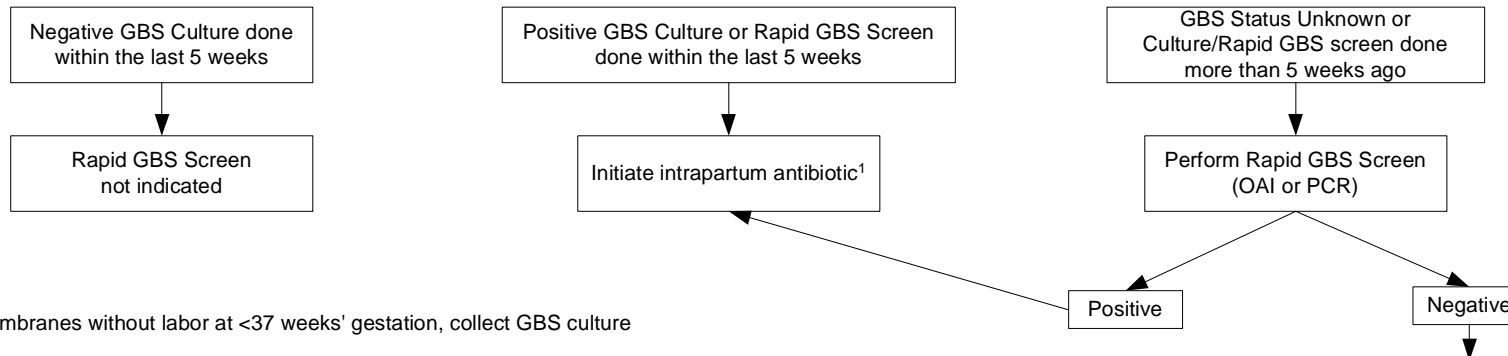 Negative GBS Culture done
within the last 5 weeks
Positive GBS Culture or Rapid GBS Screen
done within the last 5 weeks
GBS Status Unknown or
Culture/Rapid GBS screen done
more than 5 weeks ago
Rapid GBS Screen
not indicated
Initiate intrapartum antibiotic¹
Perform Rapid GBS Screen
(OAI or PCR)
Positive
Negative
without labor at <37 weeks' gestation, collect GBS culture